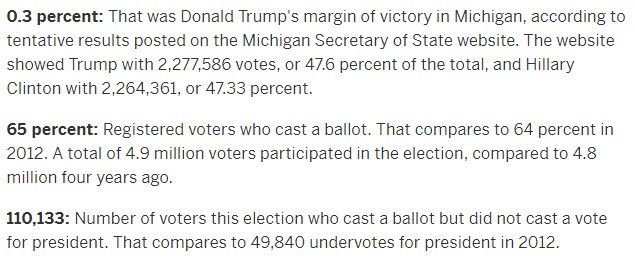 0.3 percent: That was Donald Trump's margin of victory in Michigan, according to
tentative results posted on the Michigan Secretary of State website. The website
showed Trump with 2,277,586 votes, or 47.6 percent of the total, and Hillary
Clinton with 2,264,361, or 47.33 percent.
65 percent: Registered voters who cast a ballot. That compares to 64 percent in
2012. A total of 4.9 million voters participated in the election, compared to 4.8
million four years ago.
110,133: Number of voters this election who cast a ballot but did not cast a vote
for president. That compares to 49,840 undervotes for president in 2012.